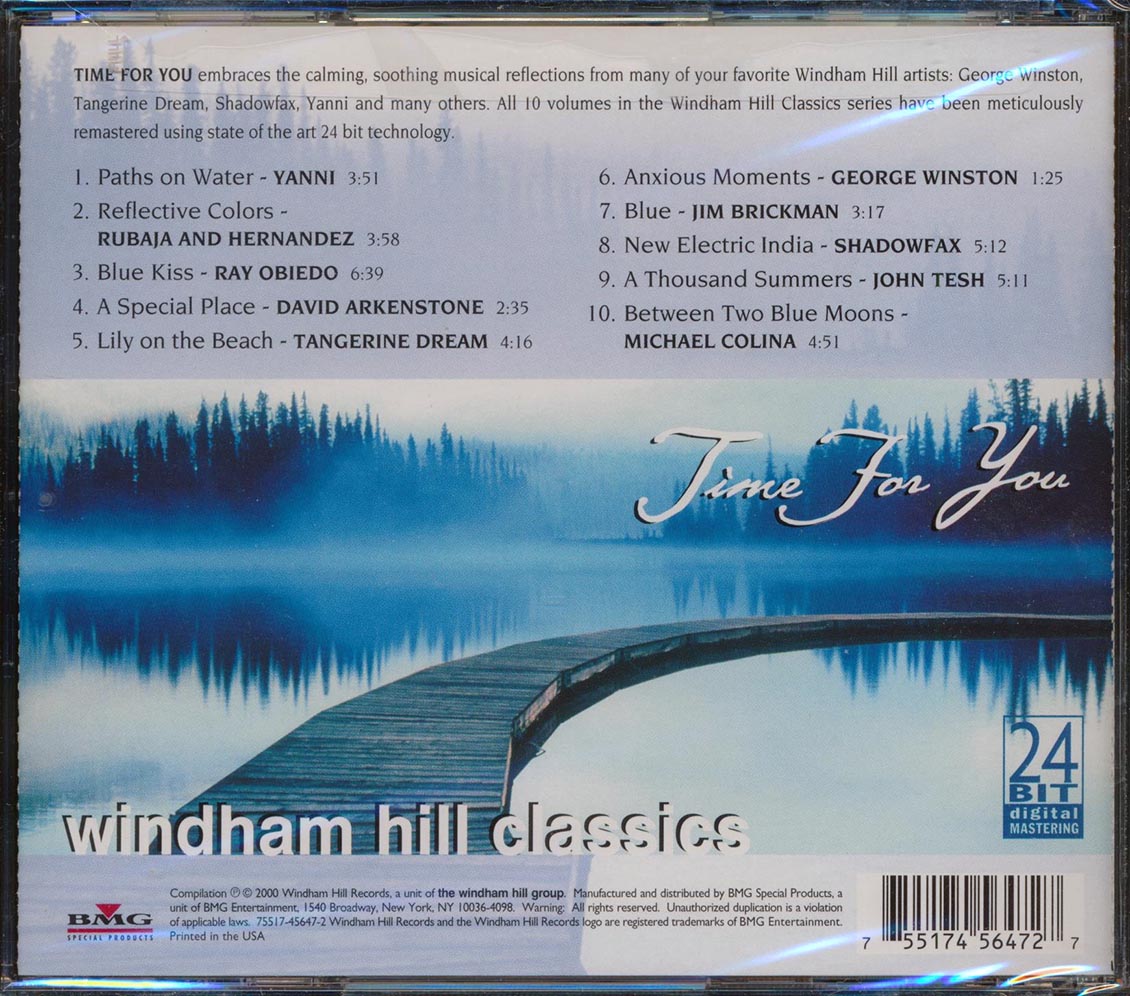 TIME FOR YOU embraces the calming, soothing musical reflections from many of your favorite Windham Hill artists: George Winston,
Tangerine Dream, Shadowfax, Yanni and many others. All 10 volumes in the Windham Hill Classics series have been meticulously
remastered using state of the art 24 bit technology.
1. Paths on Water - YANNI 3:51
2. Reflective Colors -
RUBAJA AND HERNANDEZ 3:58
3. Blue Kiss - RAY OBIEDO 6:39
4. A Special Place - DAVID ARKENSTONE 2:35
5. Lily on the Beach - TANGERINE DREAM 4:16
6. Anxious Moments - GEORGE WINSTON 1:25
7. Blue - JIM BRICKMAN 3:17
8. New Electric India - SHADOWFAX 5:12
9. A Thousand Summers - JOHN TESH 5:11
10. Between Two Blue Moons -
MICHAEL COLINA 4:51
Time For You
24
BIT
digital
MASTERING
windham hill classics
BMG
SPECIAL PRODUCTS
Compilation ℗ © 2000 Windham Hill Records, a unit of the windham hill group. Manufactured and distributed by BMG Special Products, a
unit of BMG Entertainment, 1540 Broadway, New York, NY 10036-4098. Warning: All rights reserved. Unauthorized duplication is a violation
of applicable laws. 75517-45647-2 Windham Hill Records and the Windham Hill Records logo are registered trademarks of BMG Entertainment.
Printed in the USA
7 55174 56472 7